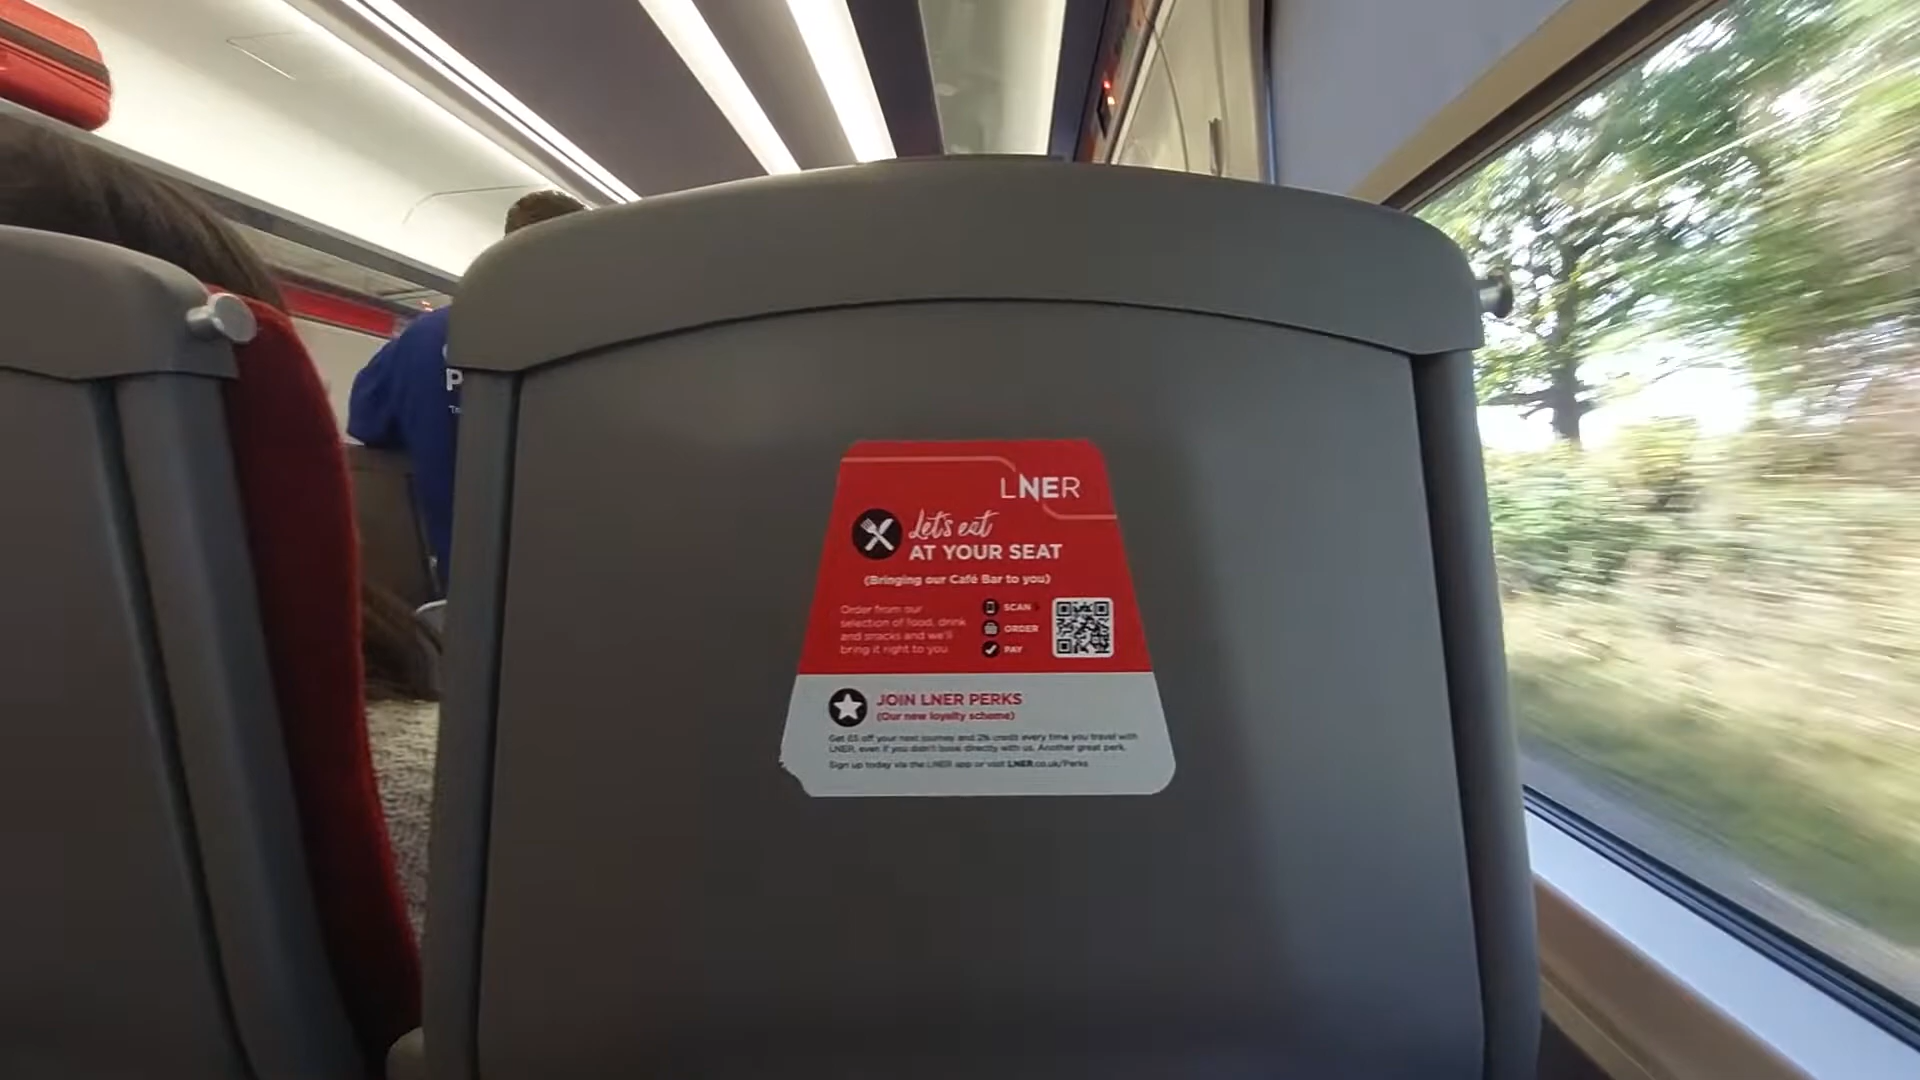 LNER
Let's eat
AT YOUR SEAT
(Bringing our Café Bar to you)
Order from our
selection of food, drink
and snacks and we'll
bring it right to you
SCAN
ORDER
PAY
JOIN LNER PERKS
(Our new loyalty scheme)
Get £5 off your next journey and 2% credit every time you travel with
LNER, even if you didn't book directly with us. Another great perk.
Sign up today via the LNER app or visit LNER.co.uk/Perks
P